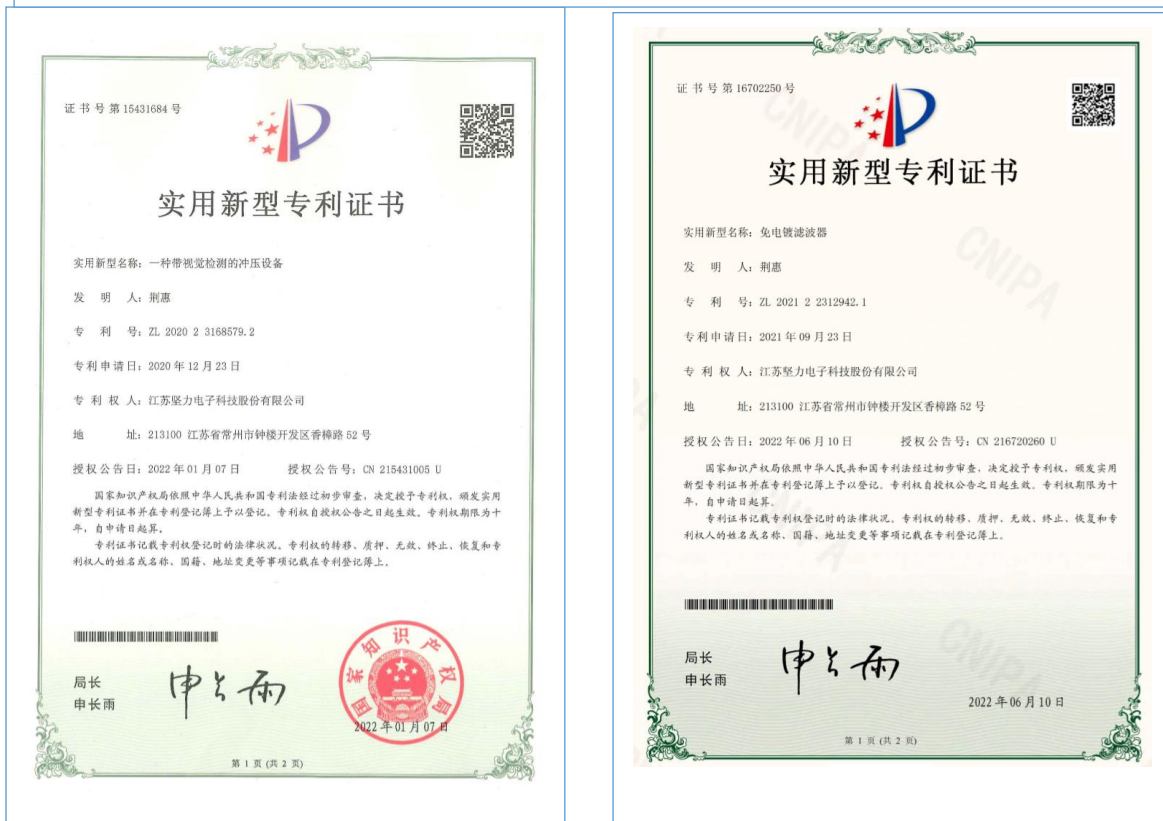 证书号第15431684号
实用新型专利证书
实用新型名称：一种带视觉检测的冲压设备
发明人：荆惠
专利号：ZL 2020 2 3168579.2
专利申请日：2020年12月23日
专利权人：江苏坚力电子科技股份有限公司
地址：213100 江苏省常州市钟楼开发区香樟路52号
授权公告日：2022年01月07日 授权公告号：CN 215431005 U
国家知识产权局依照中华人民共和国专利法经过初步审查，决定授予专利权，颁发实用
新型专利证书并在专利登记簿上予以登记。专利权自授权公告之日起生效。专利权期限为十
年，自申请日起算。
专利证书记载专利权登记时的法律状况。专利权的转移、质押、无效、终止、恢复和专
利权人的姓名或名称、国籍、地址变更等事项记载在专利登记簿上。
局长
申长雨
申长雨
国家知识产权局
2022年01月07日
第 1 页 (共 2 页)
证书号第16702250号
实用新型专利证书
实用新型名称：免电镀滤波器
发明人：荆惠
专利号：ZL 2021 2 2312942.1
专利申请日：2021年09月23日
专利权人：江苏坚力电子科技股份有限公司
地址：213100 江苏省常州市钟楼开发区香樟路52号
授权公告日：2022年06月10日 授权公告号：CN 216720260 U
国家知识产权局依照中华人民共和国专利法经过初步审查，决定授予专利权，颁发实用
新型专利证书并在专利登记簿上予以登记。专利权自授权公告之日起生效。专利权期限为十
年，自申请日起算。
专利证书记载专利权登记时的法律状况。专利权的转移、质押、无效、终止、恢复和专
利权人的姓名或名称、国籍、地址变更等事项记载在专利登记簿上。
局长
申长雨
申长雨
2022年06月10日
第 1 页 (共 2 页)
CNIPA
CNIPA
CNIPA
CNIPA